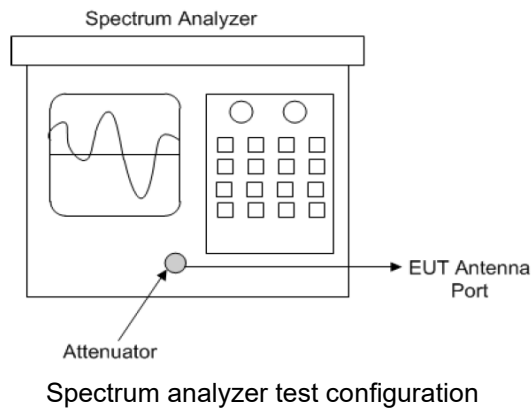 Spectrum Analyzer
EUT Antenna
Port
Attenuator
Spectrum analyzer test configuration